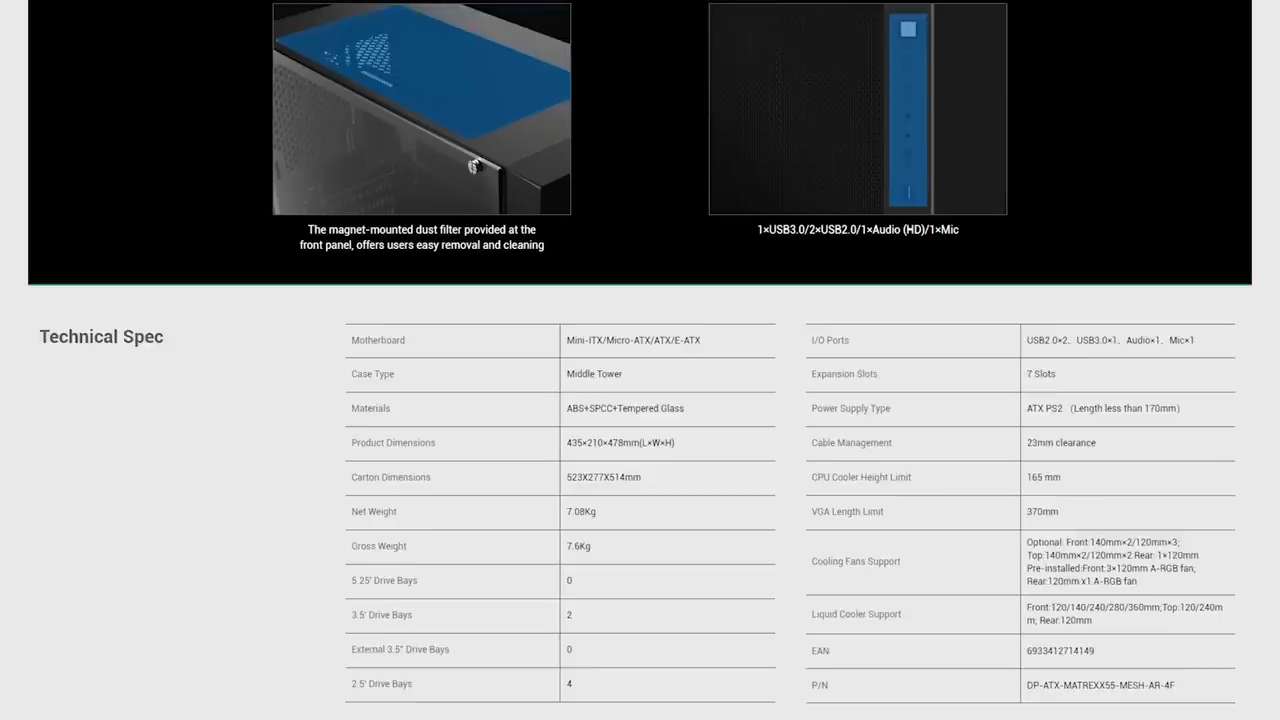 The magnet-mounted dust filter provided at the
front panel, offers users easy removal and cleaning
1×USB3.0/2×USB2.0/1×Audio (HD)/1×Mic
Technical Spec
Motherboard Mini-ITX/Micro-ATX/ATX/E-ATX
Case Type Middle Tower
Materials ABS+SPCC+Tempered Glass
Product Dimensions 435×210×478mm(L×W×H)
Carton Dimensions 523X277X514mm
Net Weight 7.08Kg
Gross Weight 7.6Kg
5.25' Drive Bays 0
3.5' Drive Bays 2
External 3.5" Drive Bays 0
2.5' Drive Bays 4
I/O Ports USB2.0×2、USB3.0×1、Audio×1、Mic×1
Expansion Slots 7 Slots
Power Supply Type ATX PS2 （Length less than 170mm）
Cable Management 23mm clearance
CPU Cooler Height Limit 165 mm
VGA Length Limit 370mm
Cooling Fans Support
Optional: Front:140mm×2/120mm×3;
Top:140mm×2/120mm×2 Rear: 1×120mm
Pre-installed:Front:3×120mm A-RGB fan;
Rear:120mm x1 A-RGB fan
Liquid Cooler Support
Front:120/140/240/280/360mm;Top:120/240m
m; Rear:120mm
EAN 6933412714149
P/N DP-ATX-MATREXX55-MESH-AR-4F